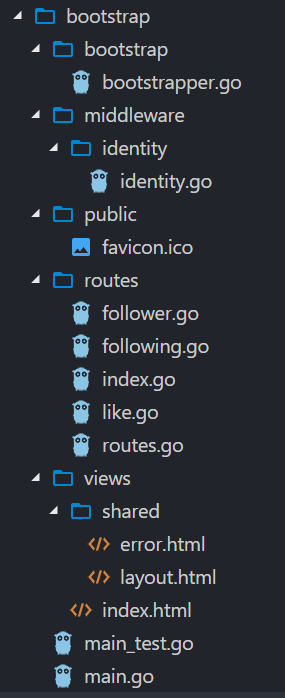 bootstrap
bootstrap
bootstrapper.go
middleware
identity
identity.go
public
favicon.ico
routes
follower.go
following.go
index.go
like.go
routes.go
views
shared
error.html
layout.html
index.html
main_test.go
main.go